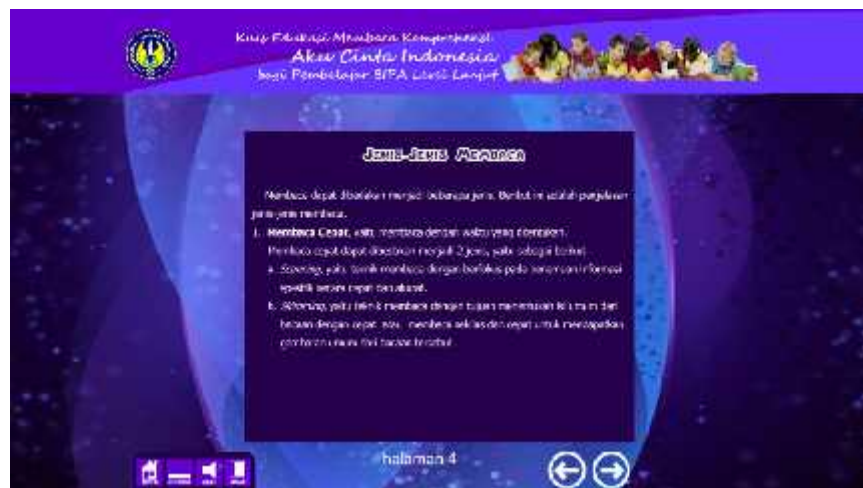 Kuis Edukasi Membaca Komprehensif
Aku Cinta Indonesia
bagi Pembelajar BIPA Level Lanjut
Jenis-Jenis Membaca
Membaca dapat dibedakan menjadi beberapa jenis. Berikut ini adalah penjelasan
jenis-jenis membaca.
1. Membaca Cepat, yaitu membaca dengan waktu yang ditentukan.
Membaca cepat dapat dibedakan menjadi 2 jenis, yaitu sebagai berikut.
a. Scanning, yaitu teknik membaca dengan berfokus pada penemuan informasi
spesifik secara cepat dan akurat.
b. Skimming, yaitu teknik membaca dengan tujuan menemukan dari
bacaan dengan cepat atau membaca sekilas dan cepat untuk mendapatkan
gambaran umum dari bacaan tersebut.
halaman 4